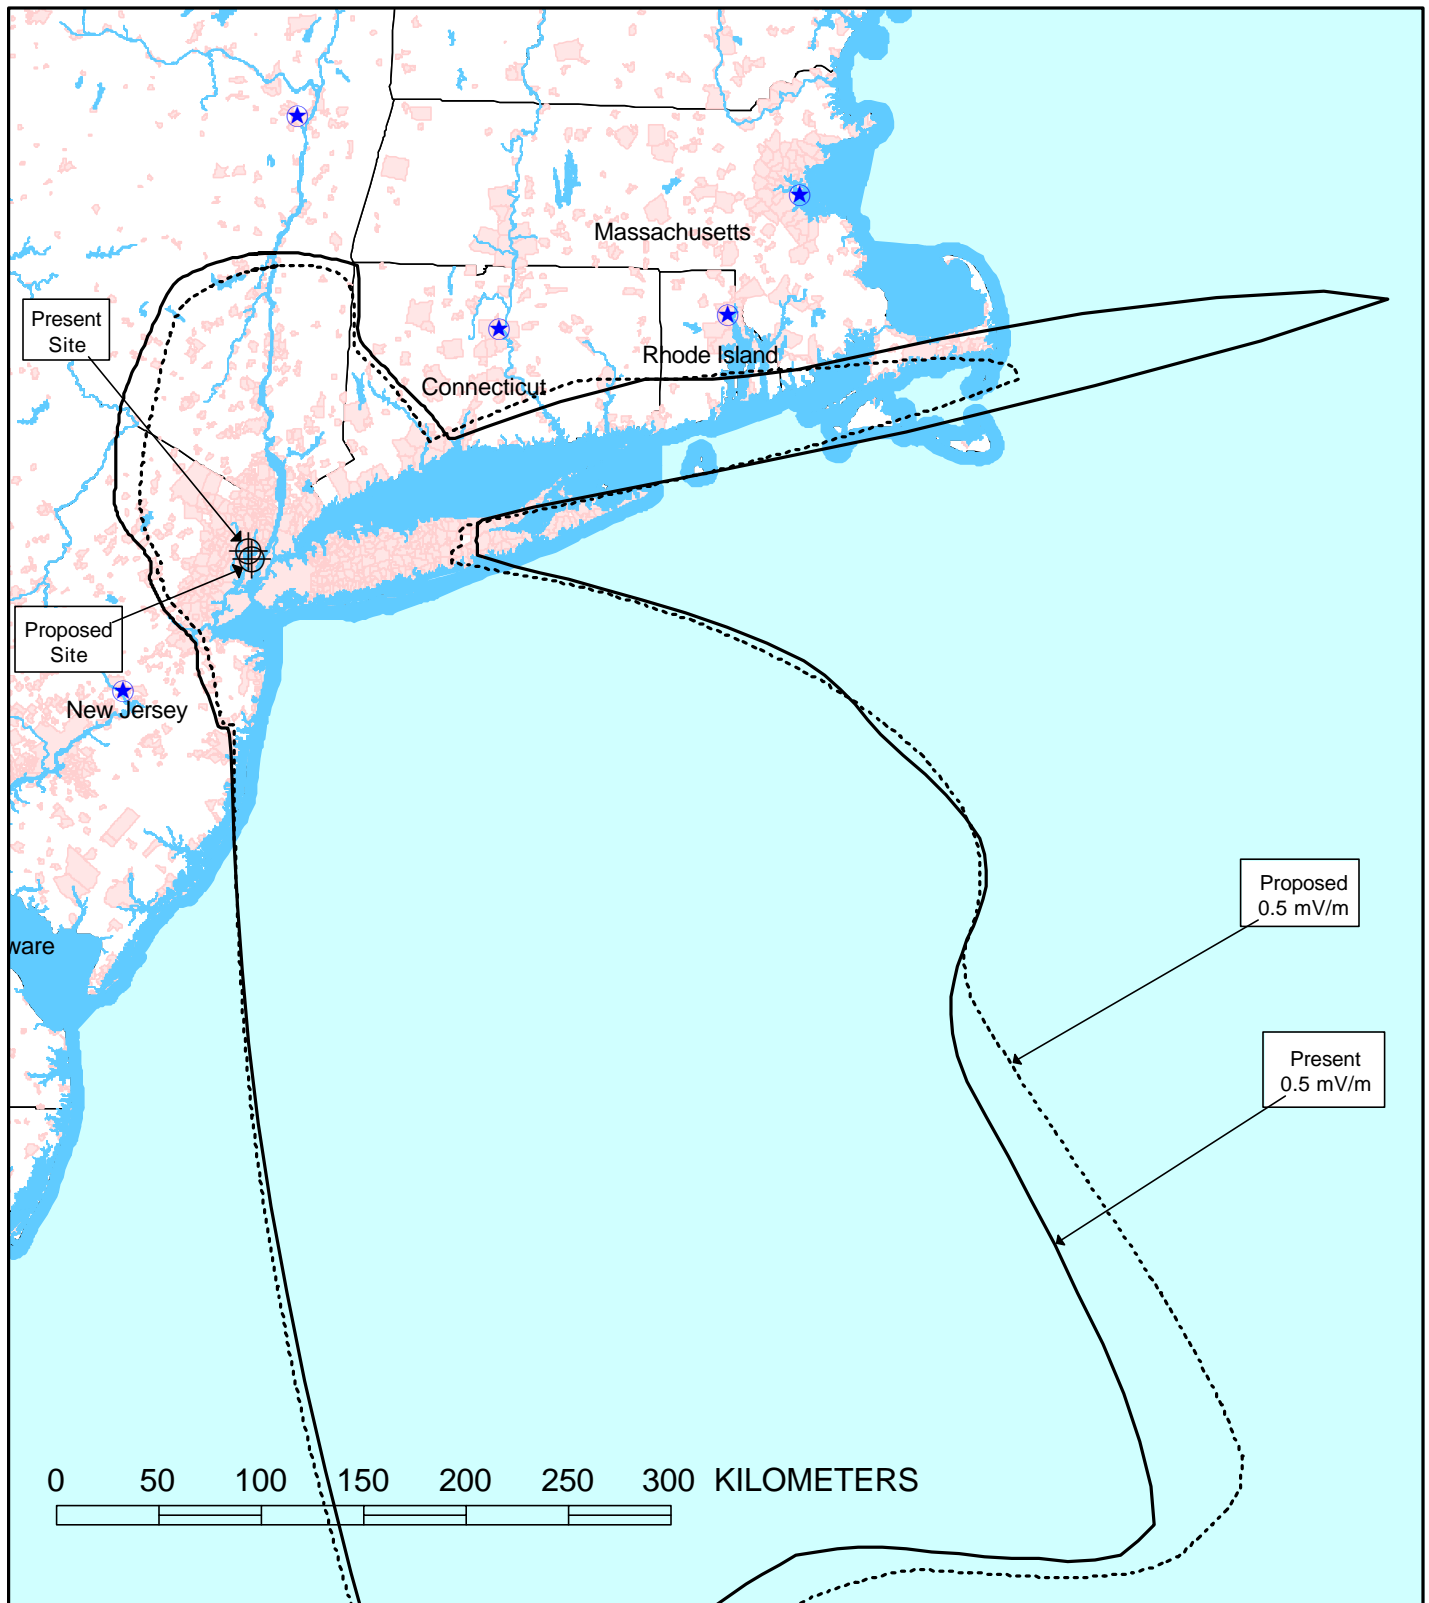 Massachusetts
Present
Site
Rhode Island
Connecticut
Proposed
Site
New Jersey
Proposed
0.5 mV/m
ware
Present
0.5 mV/m
0 50 100 150 200 250 300 KILOMETERS